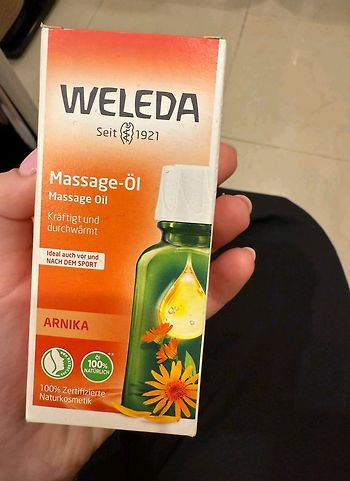 WELEDA
Seit 1921
Massage-Öl
Massage Oil
Kräftigt und
durchwärmt
Ideal auch vor und
NACH DEM SPORT
ARNIKA
Öl
100%
NATÜRLICH
100% Zertifizierte
Naturkosmetik